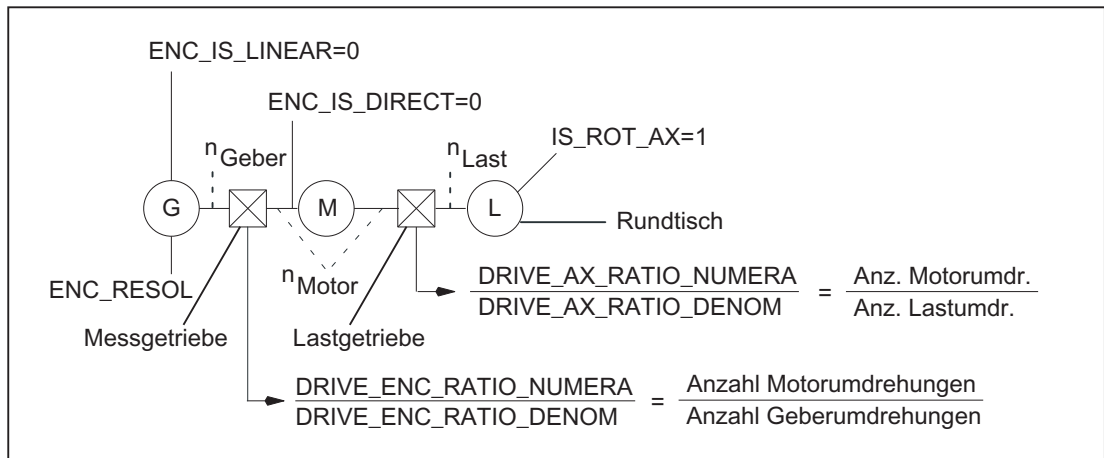 ENC_IS_LINEAR=0
ENC_IS_DIRECT=0
IS_ROT_AX=1
nGeber
nLast
G
M
L
Rundtisch
nMotor
ENC_RESOL
Messgetriebe
Lastgetriebe
DRIVE_AX_RATIO_NUMERA
DRIVE_AX_RATIO_DENOM
=
Anz. Motorumdr.
Anz. Lastumdr.
DRIVE_ENC_RATIO_NUMERA
DRIVE_ENC_RATIO_DENOM
=
Anzahl Motorumdrehungen
Anzahl Geberumdrehungen